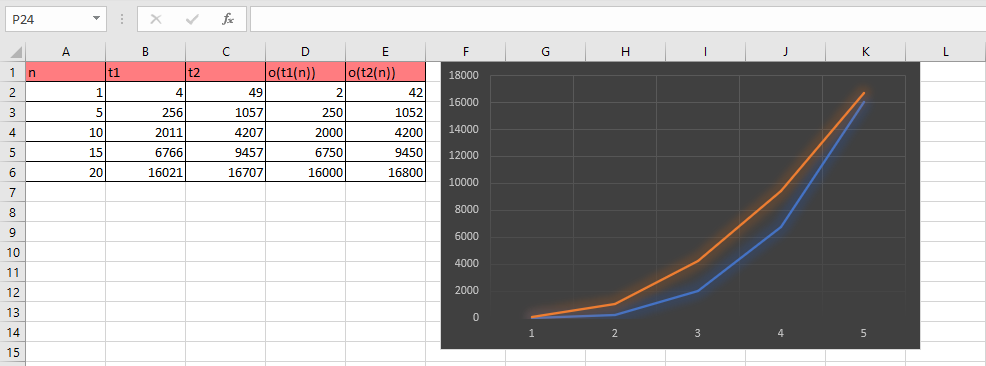 P24 fx
A B C D E F G H I J K L
1 n t1 t2 o(t1(n)) o(t2(n))
2 1 4 49 2 42
3 5 256 1057 250 1052
4 10 2011 4207 2000 4200
5 15 6766 9457 6750 9450
6 20 16021 16707 16000 16800
7
8
9
10
11
12
13
14
15
18000
16000
14000
12000
10000
8000
6000
4000
2000
0
1 2 3 4 5